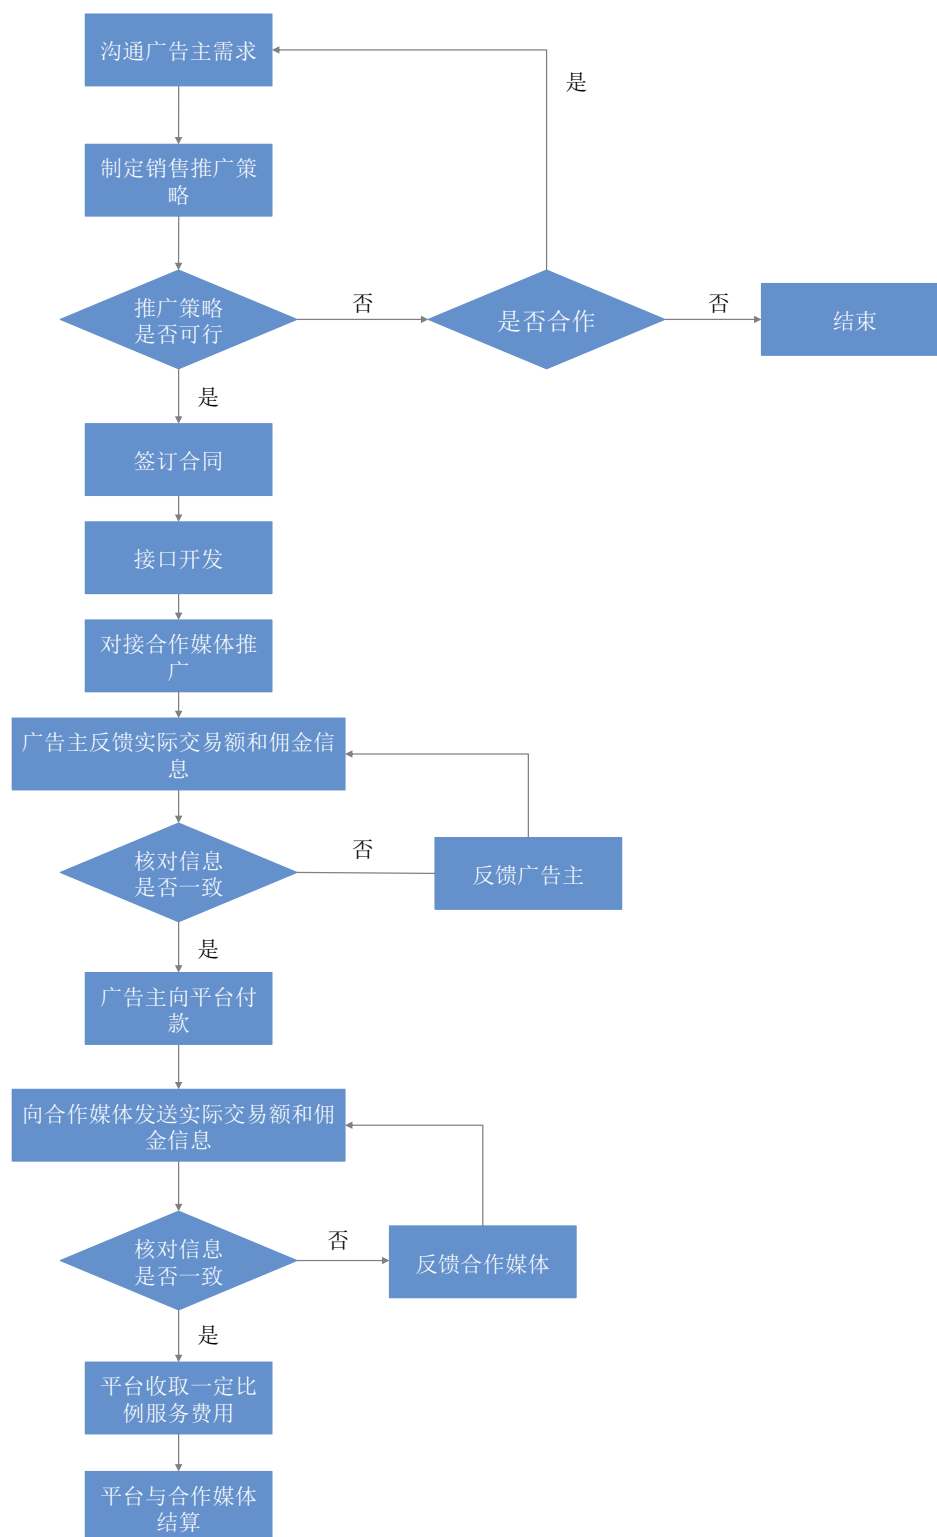 沟通广告主需求
是
制定销售推广策
略
推广策略
是否可行
否
是否合作
否
结束
是
签订合同
接口开发
对接合作媒体推
广
广告主反馈实际交易额和佣金信
息
核对信息
是否一致
否
反馈广告主
是
广告主向平台付
款
向合作媒体发送实际交易额和佣
金信息
核对信息
是否一致
否
反馈合作媒体
是
平台收取一定比
例服务费用
平台与合作媒体
结算